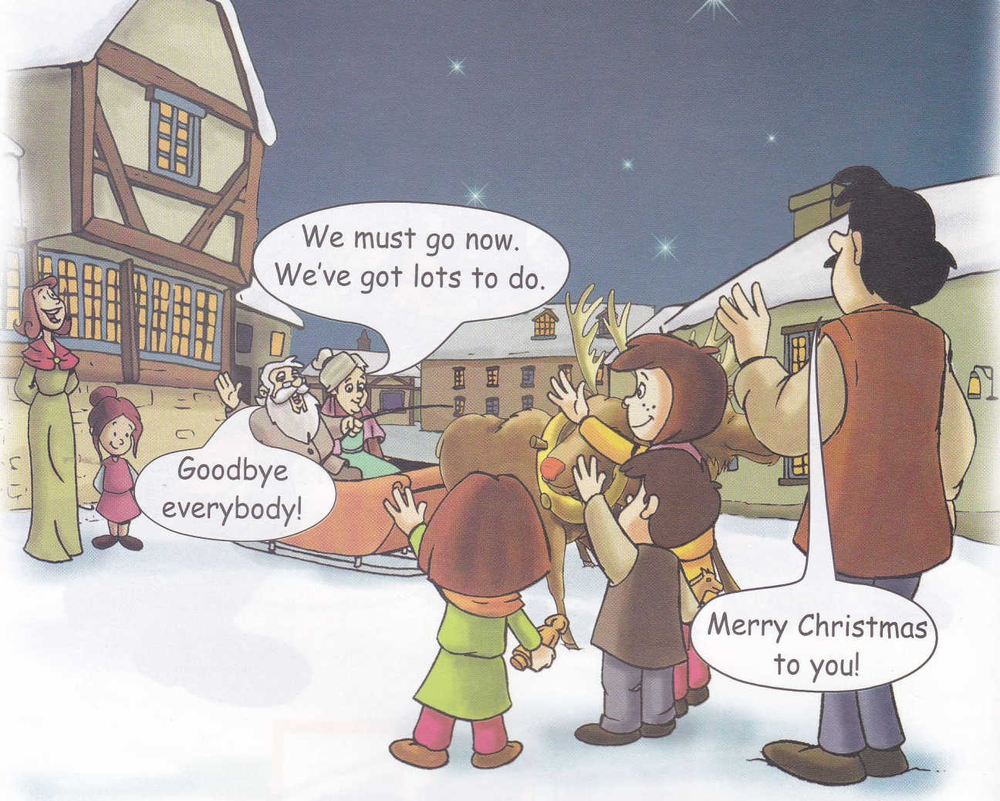 We must go now.
We've got lots to do.
Goodbye
everybody!
Merry Christmas
to you!